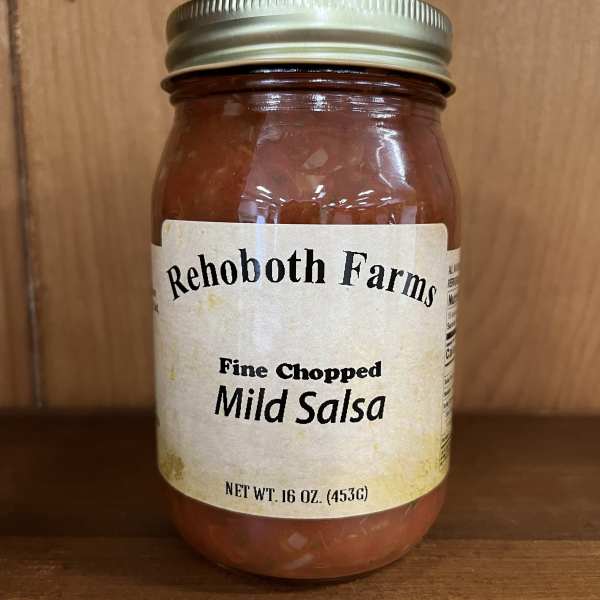 Rehoboth Farms
Fine Chopped
Mild Salsa
NET WT. 16 OZ. (453G)